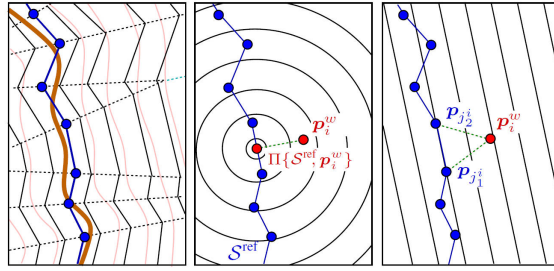 p_i^w
Π{S^ref, p_i^w}
S^ref
p_{j_2^i}
p_i^w
p_{j_1^i}